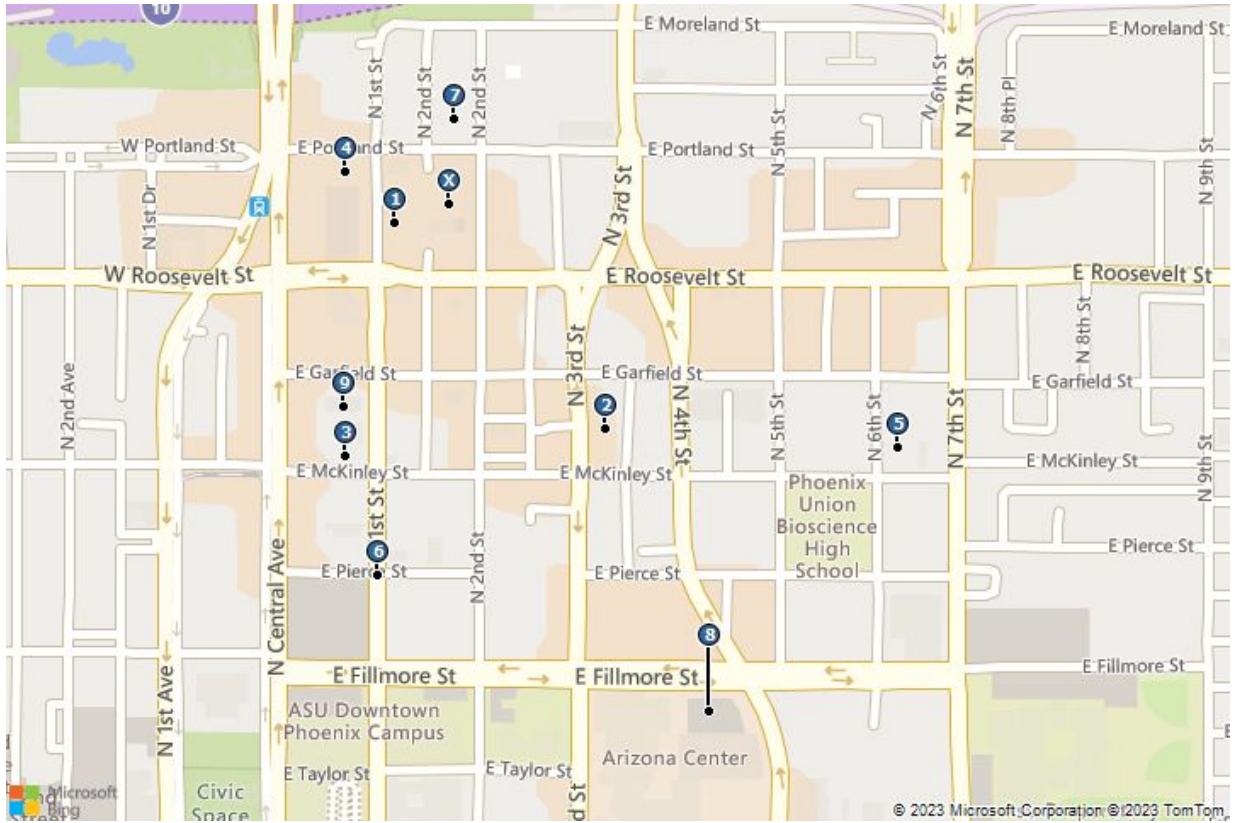 10
E Moreland St
E Moreland St
N 1st St
N 2nd St
N 2nd St
N 6th St
N 7th St
N 8th Pl
7
W Portland St
E Portland St
4
E Portland St
N 5th St
N 9th St
X
1
N 1st Dr
N 3rd St
W Roosevelt St
E Roosevelt St
E Roosevelt St
N 8th St
N 3rd St
E Garfield St
9
E Garfield St
E Garfield St
N 2nd Ave
2
N 4th St
N 5th St
N 6th St
5
N 7th St
3
E McKinley St
E McKinley St
E McKinley St
N 9th St
Phoenix
Union
Bioscience
High
School
1st St
6
E Pierce St
E Pierce St
E Pierce St
N 2nd St
N Central Ave
8
E Fillmore St
E Fillmore St
E Fillmore St
N 1st Ave
ASU Downtown
Phoenix Campus
Arizona Center
E Taylor St
E Taylor St
Civic
Space
rd St
Microsoft
Bing
Street
© 2023 Microsoft Corporation © 2023 TomTom